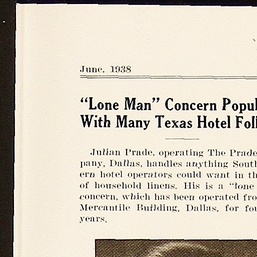 June, 1938
"Lone Man" Concern Popul
With Many Texas Hotel Foll
Julian Prade, operating The Prade
pany, Dallas, handles anything South
ern hotel operators could want in th
of household linens. His is a "lone
concern, which has been operated fro
Mercantile Building, Dallas, for fou
years.